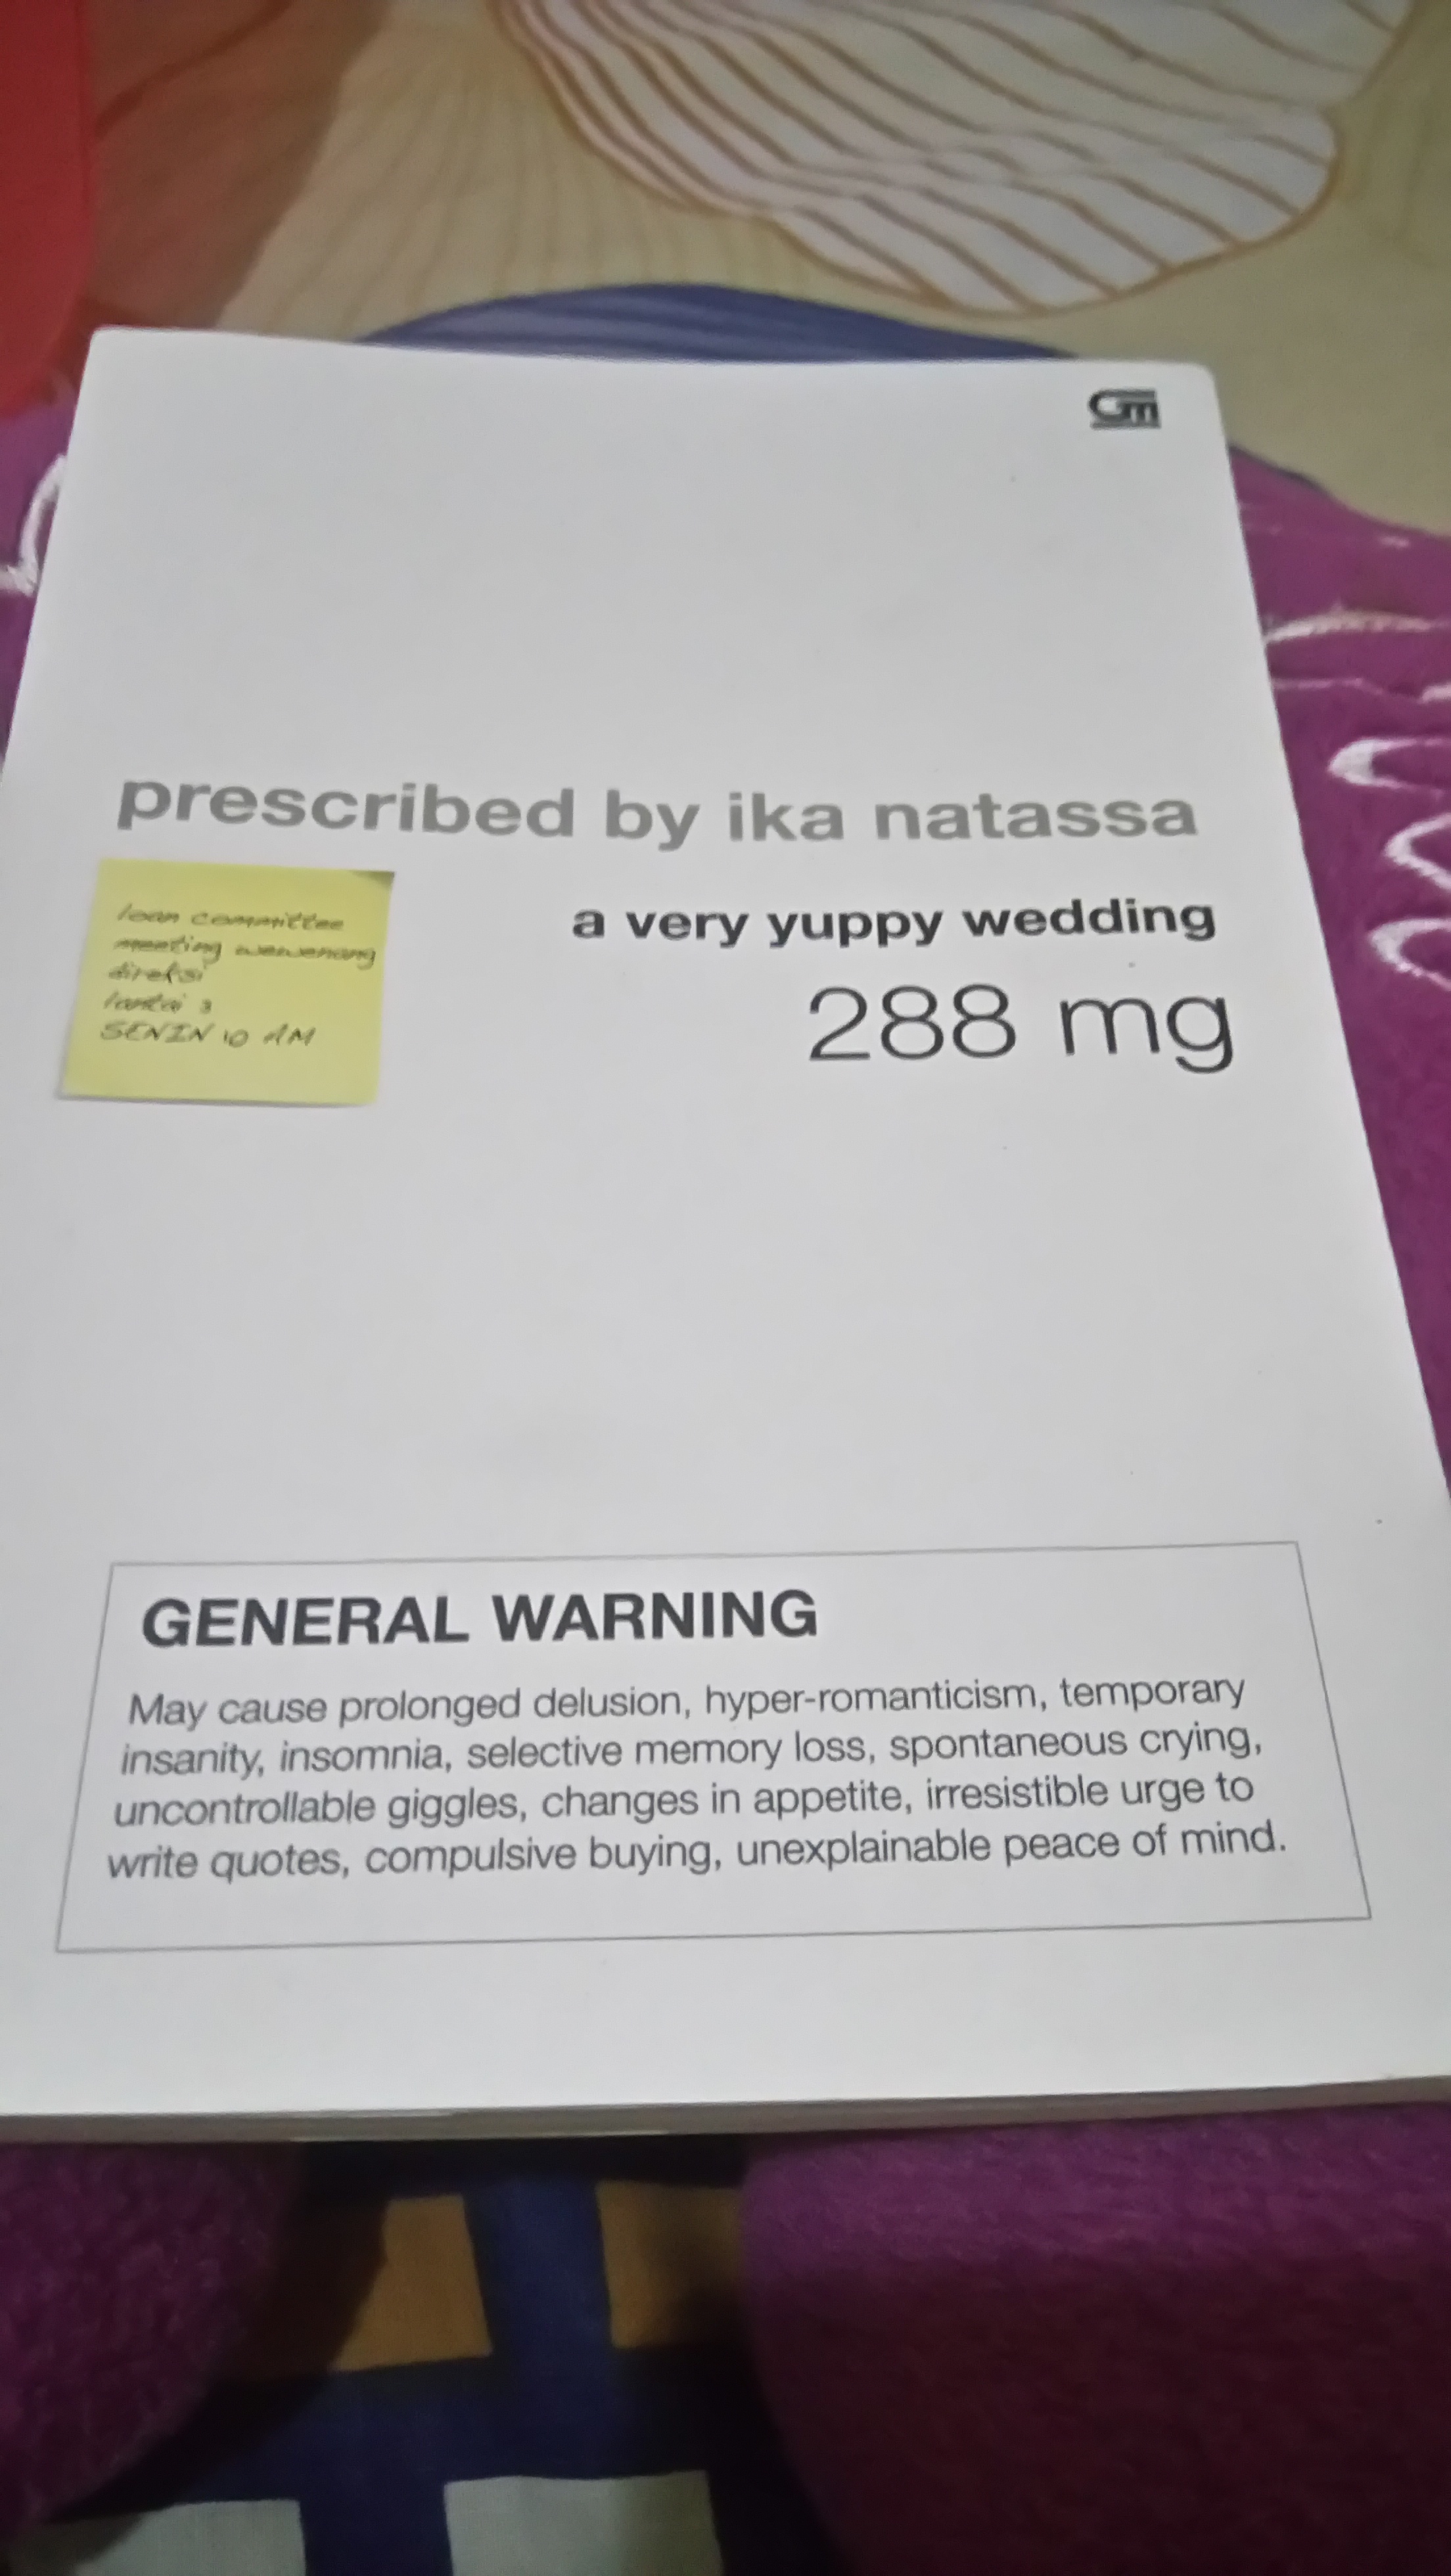 Gm
prescribed by ika natassa
loan committee
meeting wewenang
direksi
lantai 3
SENIN 10 AM
a very yuppy wedding
288 mg
GENERAL WARNING
May cause prolonged delusion, hyper-romanticism, temporary
insanity, insomnia, selective memory loss, spontaneous crying,
uncontrollable giggles, changes in appetite, irresistible urge to
write quotes, compulsive buying, unexplainable peace of mind.